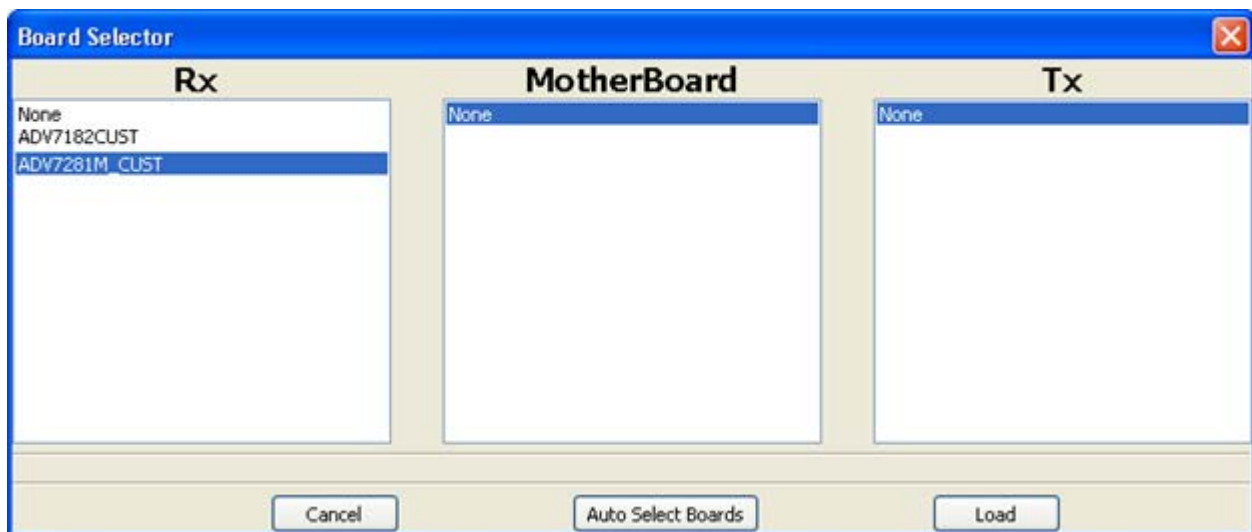 Board Selector
Rx
MotherBoard
Tx
None
ADV7182CUST
ADV7281M_CUST
None
None
Cancel
Auto Select Boards
Load